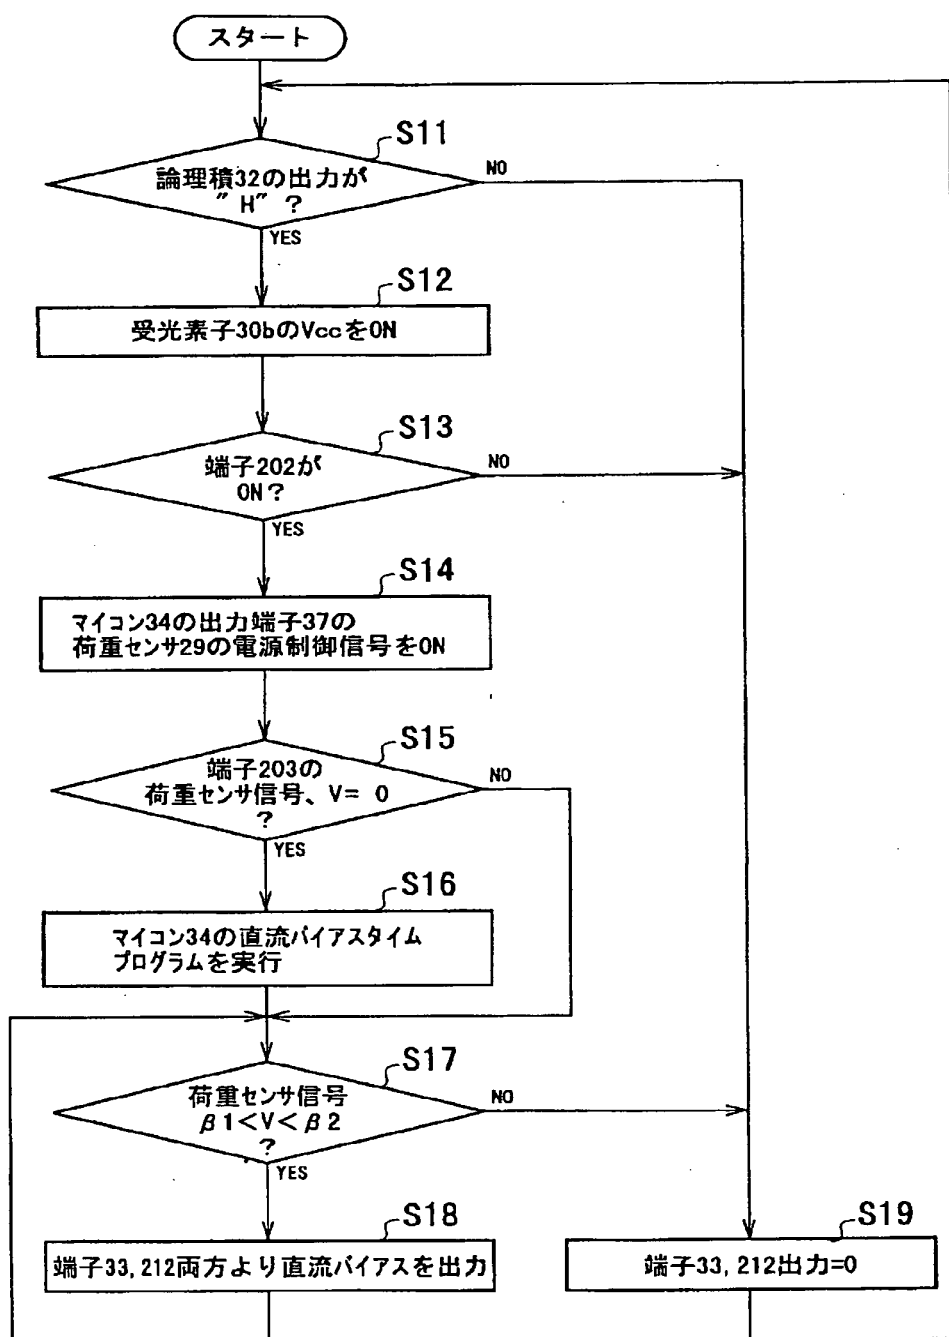 スタート
S11
論理積32の出力が
"H" ?
NO
YES
S12
受光素子30bのVccをON
S13
端子202が
ON?
NO
YES
S14
マイコン34の出力端子37の
荷重センサ29の電源制御信号をON
S15
端子203の
荷重センサ信号、V= 0
?
NO
YES
S16
マイコン34の直流バイアスタイム
プログラムを実行
S17
荷重センサ信号
β1<V<β2
?
NO
YES
S18
端子33,212両方より直流バイアスを出力
S19
端子33,212出力=0